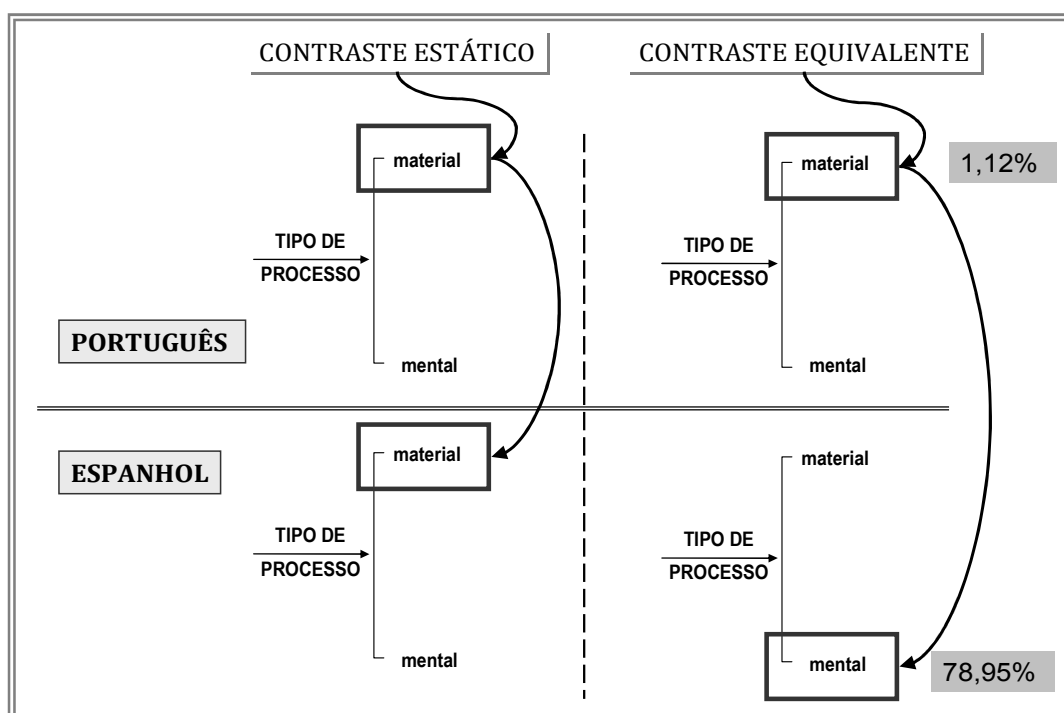 CONTRASTE ESTÁTICO
CONTRASTE EQUIVALENTE
material
material
1,12%
TIPO DE
PROCESSO
TIPO DE
PROCESSO
PORTUGUÊS
mental
mental
material
material
ESPANHOL
TIPO DE
PROCESSO
TIPO DE
PROCESSO
mental
mental
78,95%